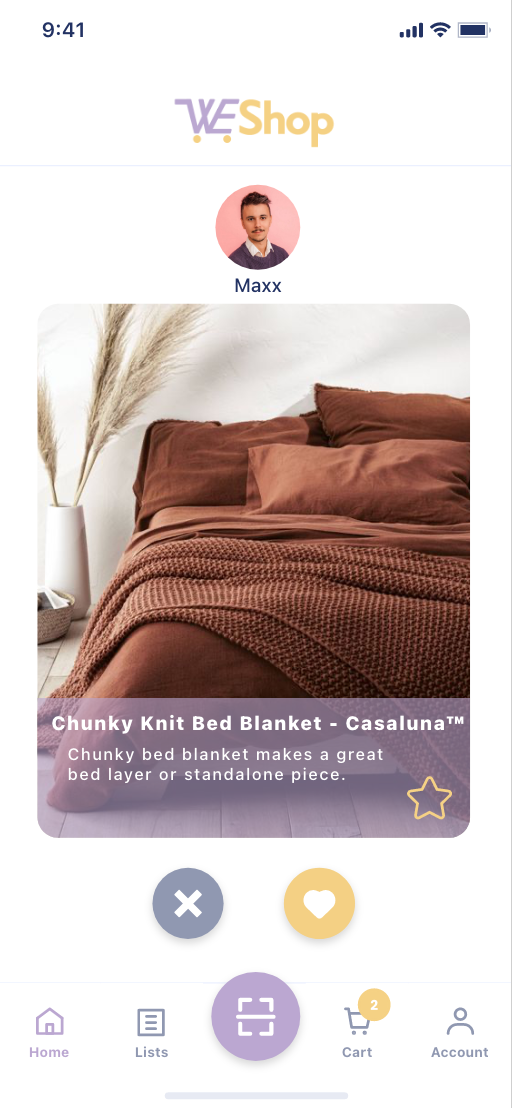 9:41
WEShop
Maxx
Chunky Knit Bed Blanket - Casaluna™
Chunky bed blanket makes a great
bed layer or standalone piece.
2
Home
Lists
Cart
Account